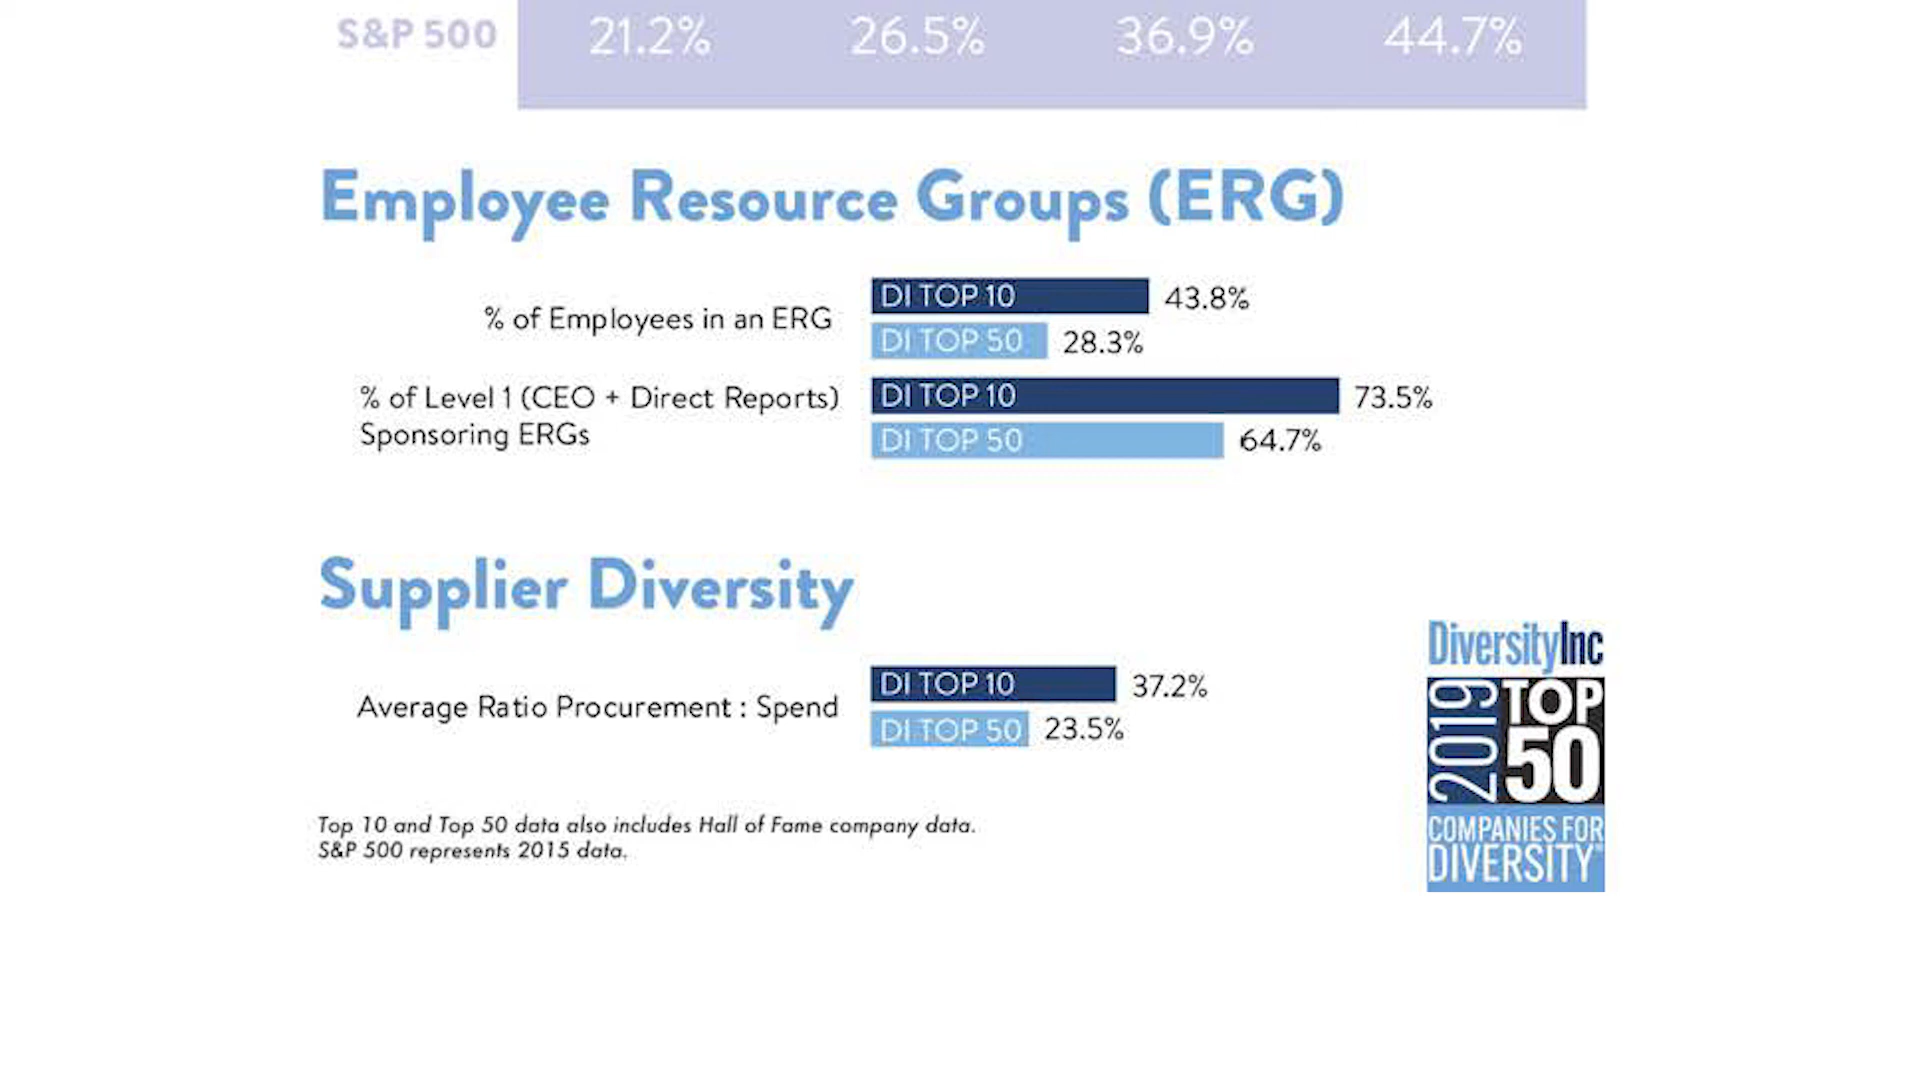 S&P 500 21.2% 26.5% 36.9% 44.7%
Employee Resource Groups (ERG)
% of Employees in an ERG
DI TOP 10 43.8%
DI TOP 50 28.3%
% of Level 1 (CEO + Direct Reports)
Sponsoring ERGs
DI TOP 10 73.5%
DI TOP 50 64.7%
Supplier Diversity
Average Ratio Procurement : Spend
DI TOP 10 37.2%
DI TOP 50 23.5%
Top 10 and Top 50 data also includes Hall of Fame company data.
S&P 500 represents 2015 data.
DiversityInc
2019
TOP
50
COMPANIES FOR
DIVERSITY